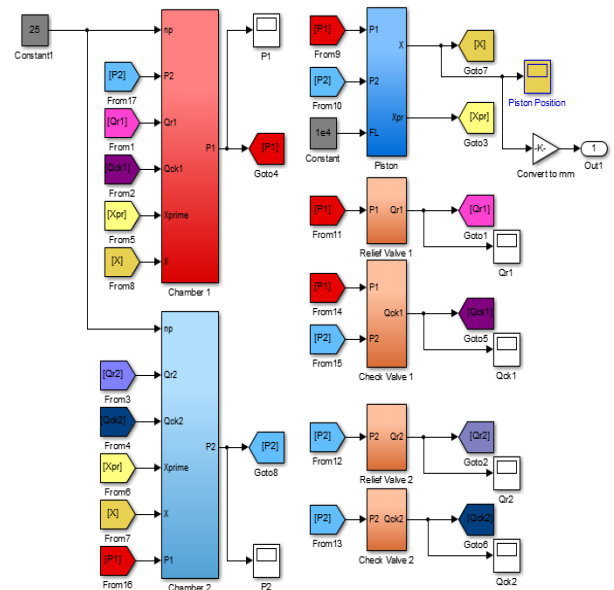 25
Constant1
np
[P2]
From17
P2
[Qr1]
From1
Qr1
[Qck1]
From2
Qck1
[Xpr]
From5
Xprime
[X]
From8
X
P1
Chamber 1
P1
[P1]
Goto4
np
[Qr2]
From3
Qr2
[Qck2]
From4
Qck2
[Xpr]
From6
Xprime
[X]
From7
X
[P1]
From16
P1
P2
Chamber 2
[P2]
Goto8
P2
[P1]
From9
P1
[P2]
From10
P2
1e4
Constant
FL
X
Xpr
Piston
[X]
Goto7
Piston Position
[Xpr]
Goto3
-K-
Convert to mm
1
Out1
[P1]
From11
P1
Qr1
Relief Valve 1
[Qr1]
Goto1
Qr1
[P1]
From14
P1
[P2]
From15
P2
Qck1
Check Valve 1
[Qck1]
Goto5
Qck1
[P2]
From12
P2
Qr2
Relief Valve 2
[Qr2]
Goto2
Qr2
[P2]
From13
P2
Qck2
Check Valve 2
[Qck2]
Goto6
Qck2